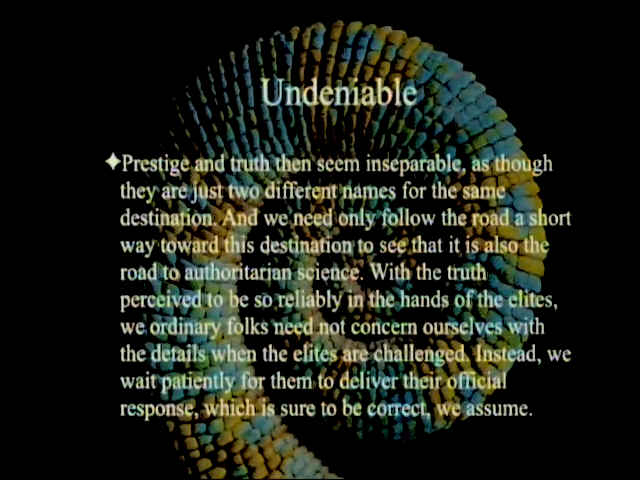 Undeniable
✦Prestige and truth then seem inseparable, as though
they are just two different names for the same
destination. And we need only follow the road a short
way toward this destination to see that it is also the
road to authoritarian science. With the truth
perceived to be so reliably in the hands of the elites,
we ordinary folks need not concern ourselves with
the details when the elites are challenged. Instead, we
wait patiently for them to deliver their official
response, which is sure to be correct, we assume.